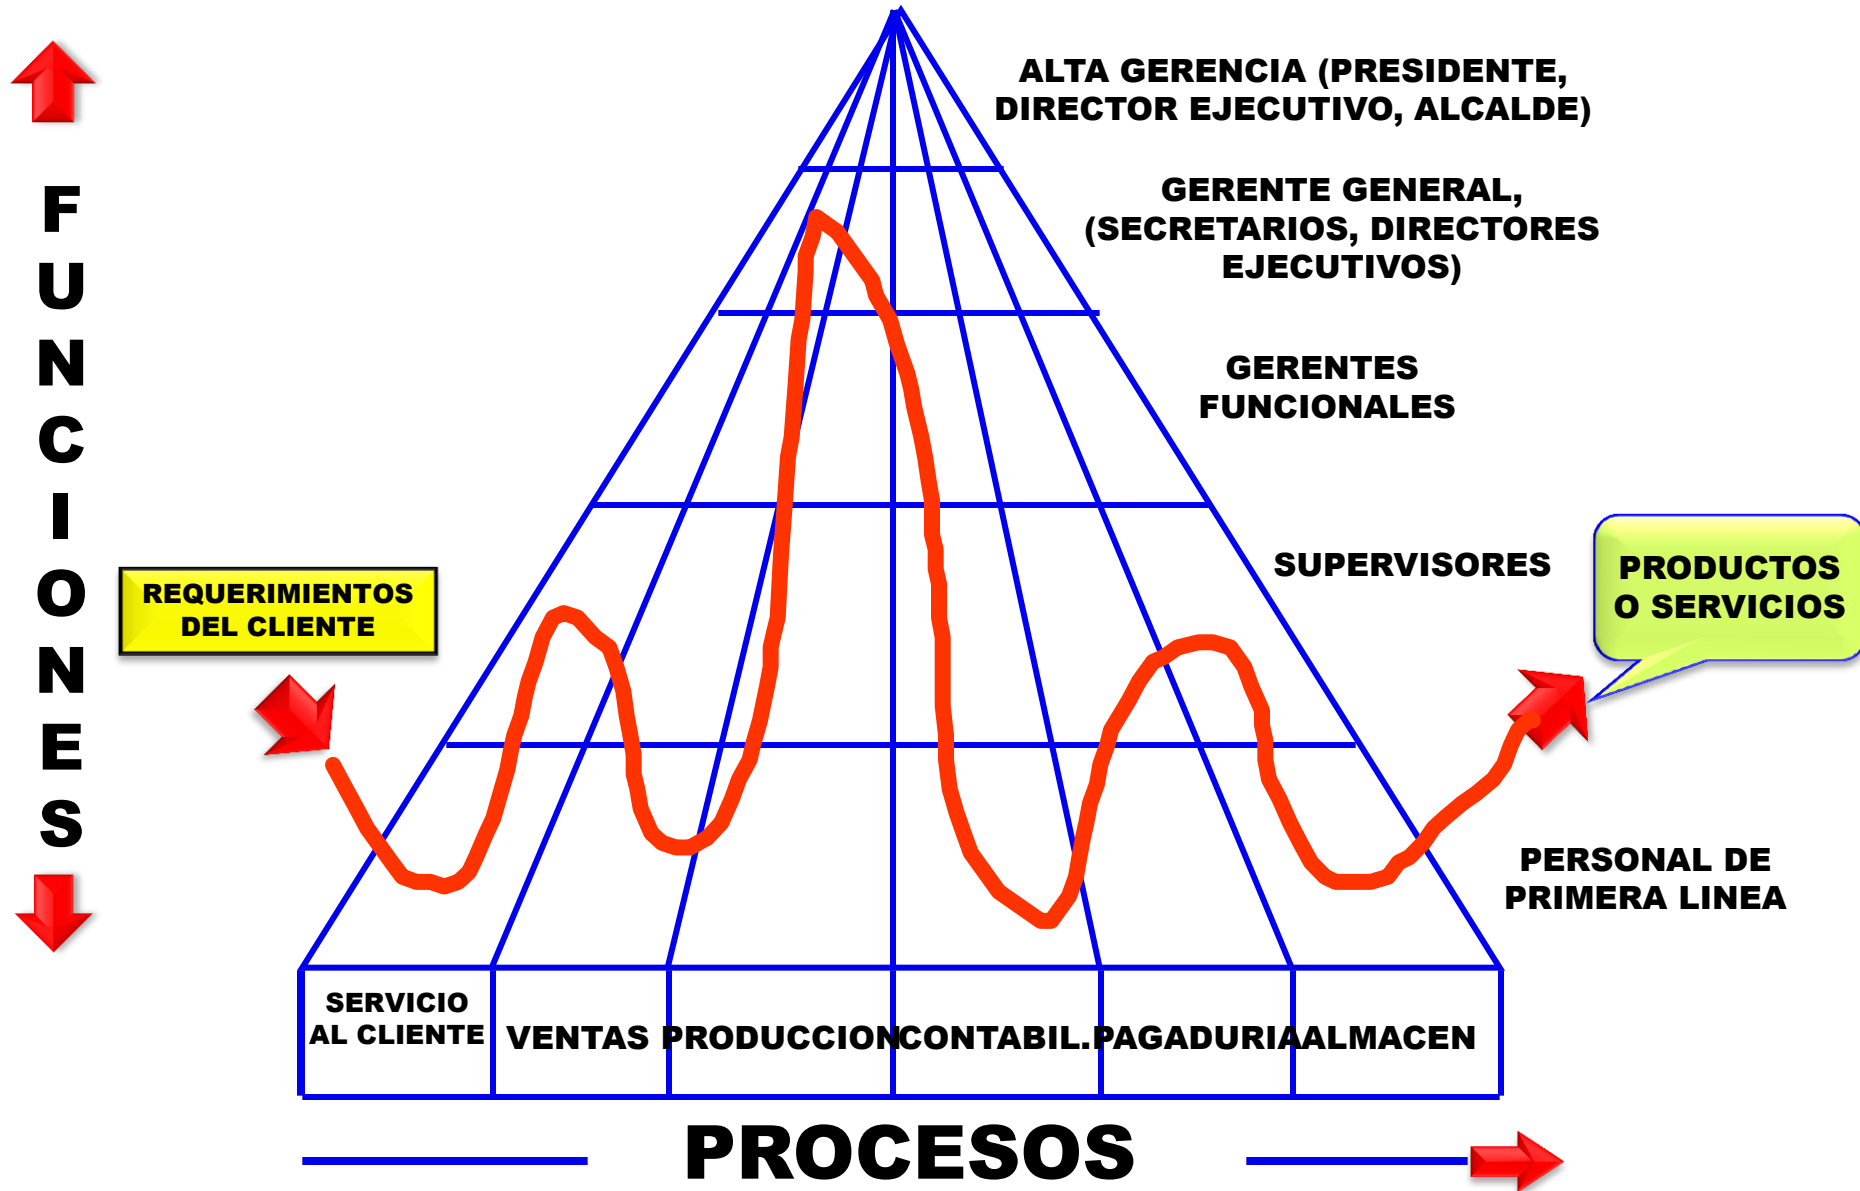 FUNCIONES
ALTA GERENCIA (PRESIDENTE,
DIRECTOR EJECUTIVO, ALCALDE)
GERENTE GENERAL,
(SECRETARIOS, DIRECTORES
EJECUTIVOS)
GERENTES
FUNCIONALES
SUPERVISORES
PRODUCTOS
O SERVICIOS
REQUERIMIENTOS
DEL CLIENTE
PERSONAL DE
PRIMERA LINEA
SERVICIO
AL CLIENTE
VENTAS
PRODUCCION
CONTABIL.
PAGADURIA
ALMACEN
PROCESOS